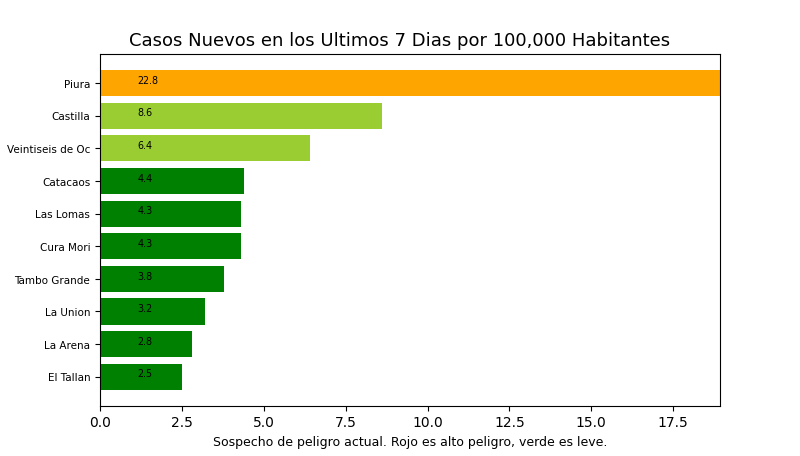 Casos Nuevos en los Ultimos 7 Dias por 100,000 Habitantes
Piura 22.8
Castilla 8.6
Veintiseis de Oc 6.4
Catacaos 4.4
Las Lomas 4.3
Cura Mori 4.3
Tambo Grande 3.8
La Union 3.2
La Arena 2.8
El Tallan 2.5
0.0 2.5 5.0 7.5 10.0 12.5 15.0 17.5
Sospecho de peligro actual. Rojo es alto peligro, verde es leve.